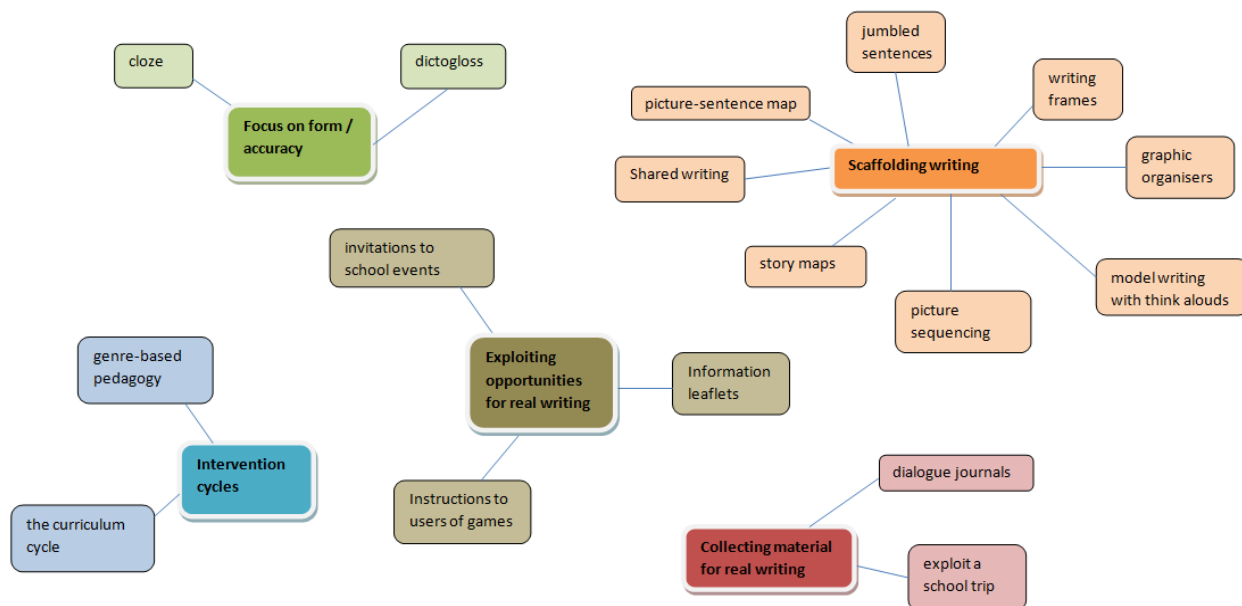 cloze
dictogloss
Focus on form /
accuracy
jumbled
sentences
writing
frames
picture-sentence map
Scaffolding writing
graphic
organisers
Shared writing
story maps
picture
sequencing
model writing
with think alouds
invitations to
school events
Exploiting
opportunities
for real writing
Information
leaflets
Instructions to
users of games
genre-based
pedagogy
Intervention
cycles
the curriculum
cycle
dialogue journals
Collecting material
for real writing
exploit a
school trip